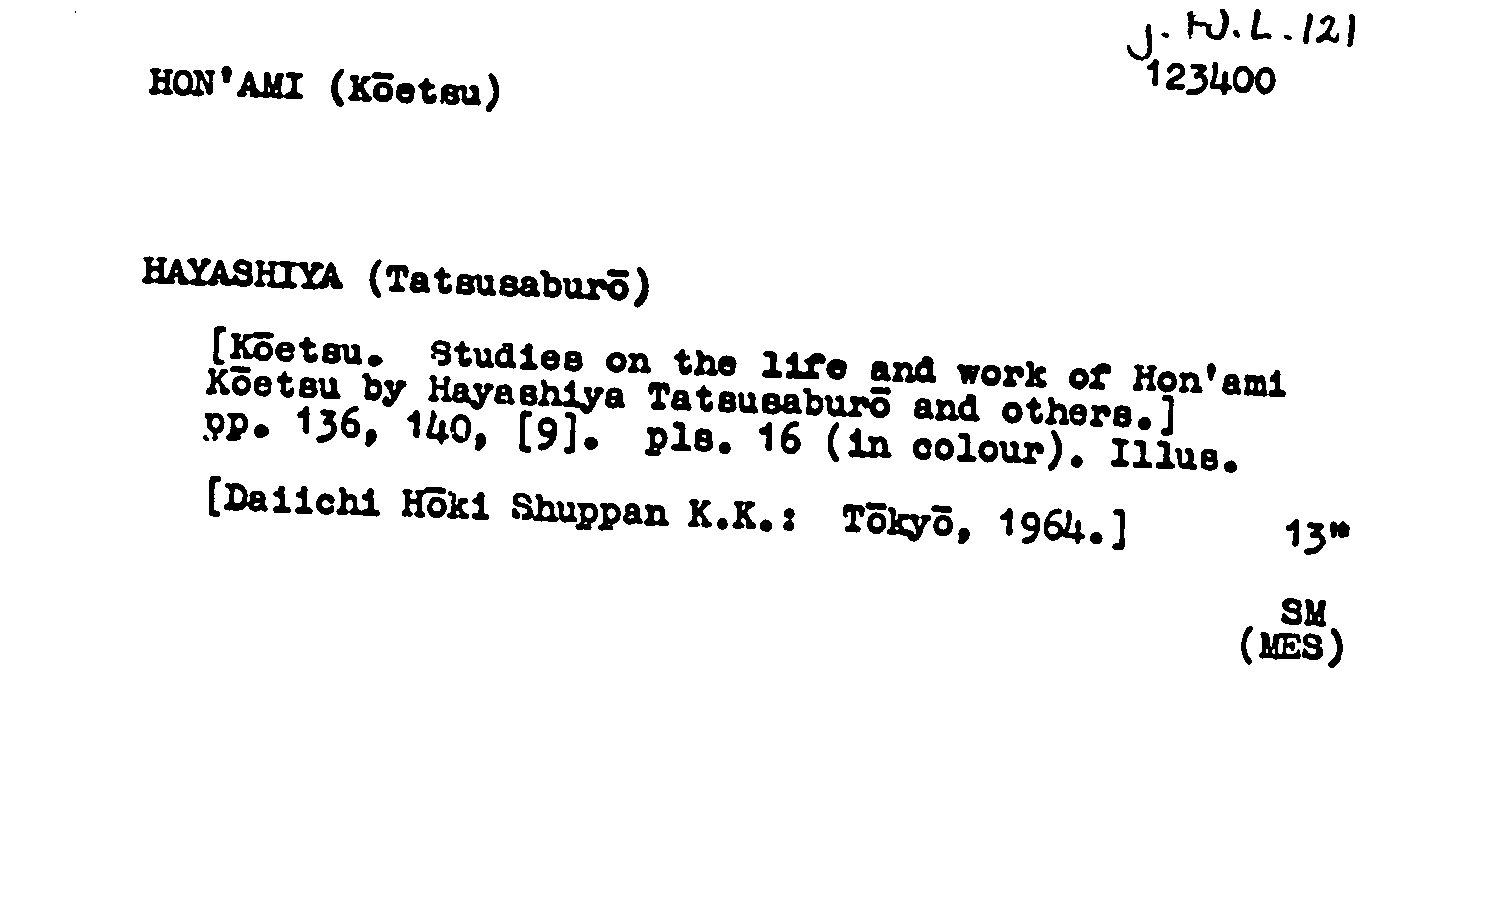 J. W. L. 121
123400
HON'AMI (Kōetsu)
HAYASHIYA (Tatsusaburō)
[Kōetsu. Studies on the life and work of Hon'ami
Kōetsu by Hayashiya Tatsusaburō and others.]
pp. 136, 140, [9]. pls. 16 (in colour). Illus.
[Daiichi Hōki Shuppan K.K.: Tōkyō, 1964.] 13"
SM
(MES)